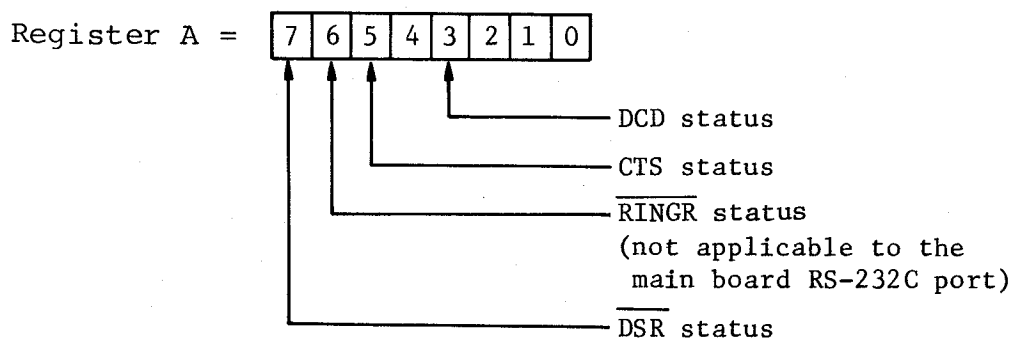 Register A = 7 6 5 4 3 2 1 0
DCD status
CTS status
RINGR status
(not applicable to the
main board RS-232C port)
DSR status